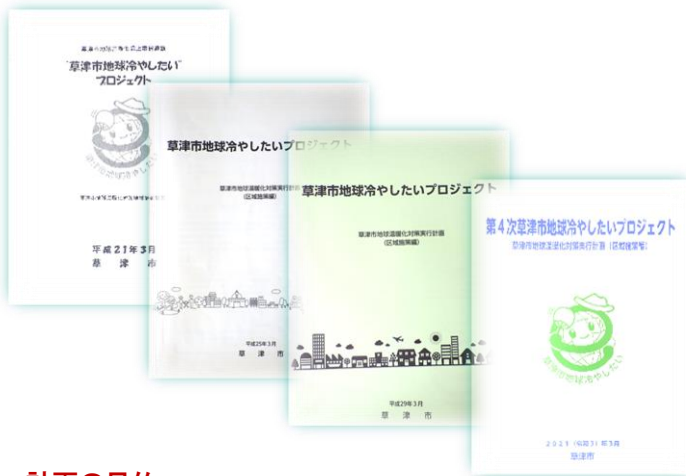 "草津市地球冷やしたい"
プロジェクト
平成21年3月
草津市
草津市地球冷やしたいプロジェクト
草津市地球温暖化対策実行計画
(区域施策編)
平成25年3月
草津市
草津市地球冷やしたいプロジェクト
草津市地球温暖化対策実行計画
(区域施策編)
平成29年3月
草津市
第4次草津市地球冷やしたいプロジェクト
草津市地球温暖化対策実行計画(区域施策編)
草津市地球冷やしたい
2021(令和3)年3月
草津市